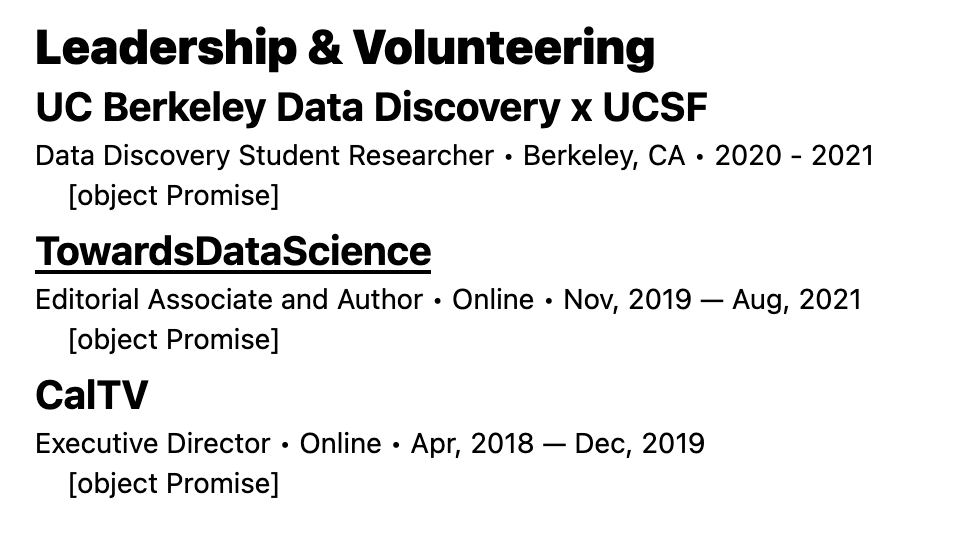 Leadership & Volunteering
UC Berkeley Data Discovery x UCSF
Data Discovery Student Researcher • Berkeley, CA • 2020 - 2021
[object Promise]
TowardsDataScience
Editorial Associate and Author • Online • Nov, 2019 — Aug, 2021
[object Promise]
CalTV
Executive Director • Online • Apr, 2018 — Dec, 2019
[object Promise]